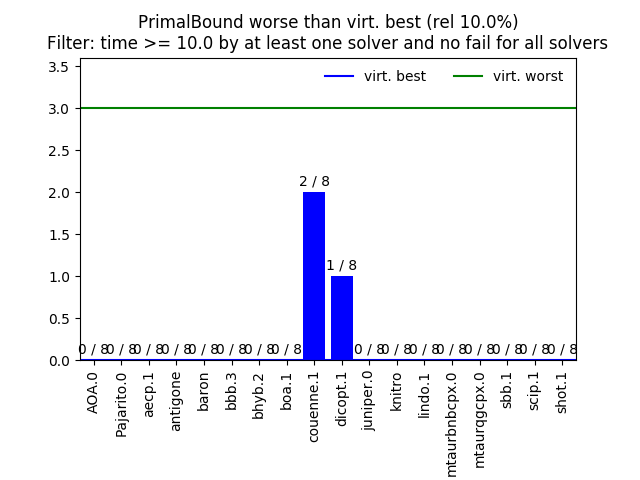 PrimalBound worse than virt. best (rel 10.0%)
Filter: time >= 10.0 by at least one solver and no fail for all solvers
virt. best
virt. worst
3.5
3.0
2.5
2.0
1.5
1.0
0.5
0.0
0 / 8
0 / 8
0 / 8
0 / 8
0 / 8
0 / 8
0 / 8
0 / 8
2 / 8
1 / 8
0 / 8
0 / 8
0 / 8
0 / 8
0 / 8
0 / 8
0 / 8
0 / 8
AOA.0
Pajarito.0
aecp.1
antigone
baron
bbb.3
bhyb.2
boa.1
couenne.1
dicopt.1
juniper.0
knitro
lindo.1
mtaurbnbcpx.0
mtaurqgcpx.0
sbb.1
scip.1
shot.1